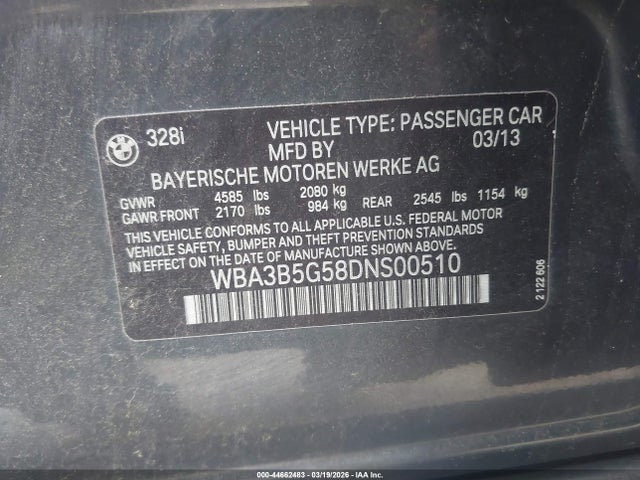 328i VEHICLE TYPE: PASSENGER CAR
MFD BY 03/13
BAYERISCHE MOTOREN WERKE AG
GVWR 4585 lbs 2080 kg
GAWR FRONT 2170 lbs 984 kg REAR 2545 lbs 1154 kg
THIS VEHICLE CONFORMS TO ALL APPLICABLE U.S. FEDERAL MOTOR
VEHICLE SAFETY, BUMPER AND THEFT PREVENTION STANDARDS
IN EFFECT ON THE DATE OF MANUFACTURE SHOWN ABOVE.
WBA3B5G58DNS00510
2 122 606
000-44662483 - 03/19/2026 - IAA Inc.